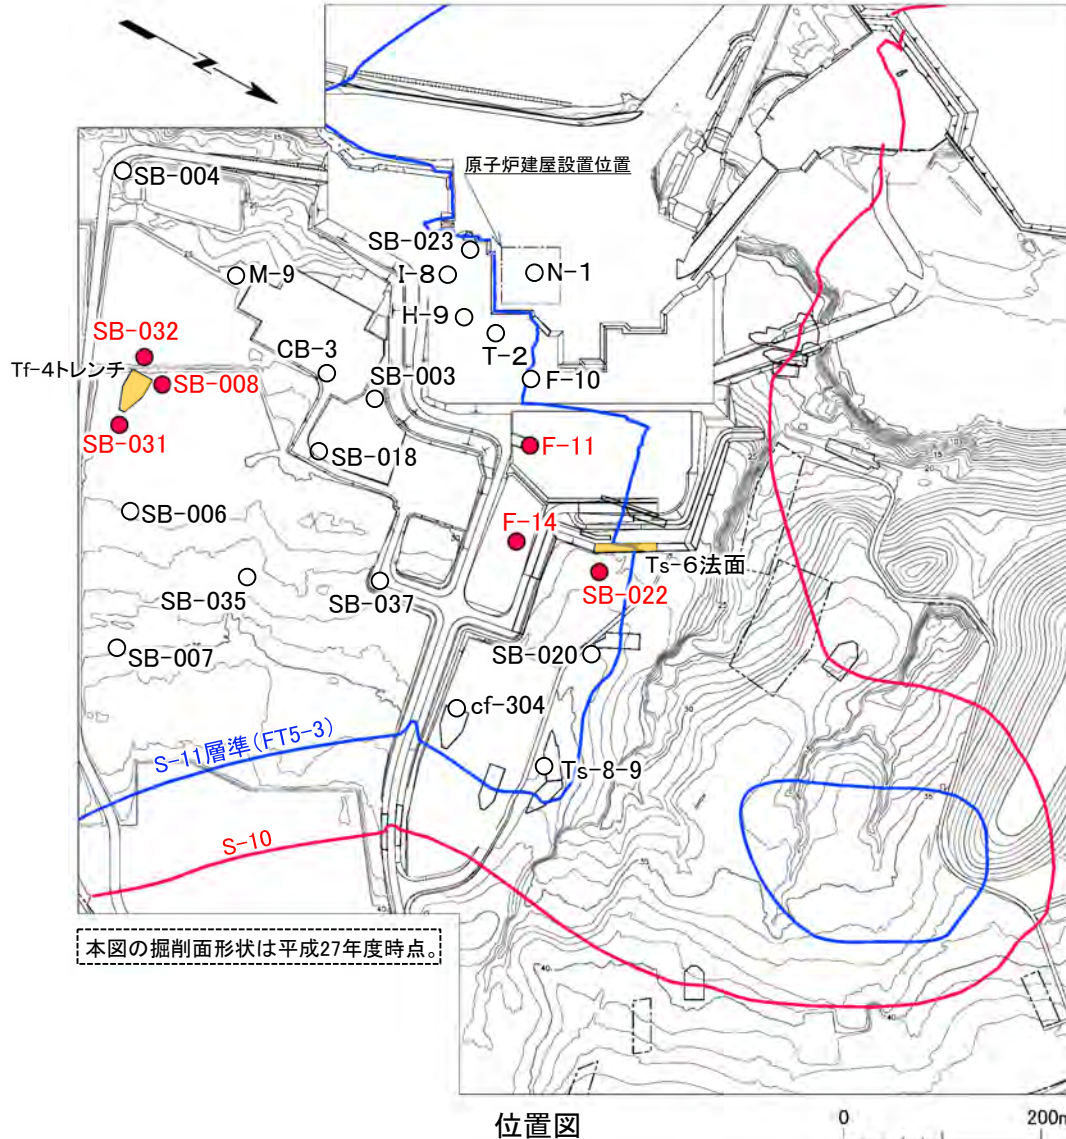 N
原子炉建屋設置位置
SB-004
SB-023
I-8
N-1
M-9
H-9
SB-032
T-2
CB-3
Tf-4トレンチ
SB-003
SB-008
F-10
SB-031
F-11
SB-018
SB-006
F-14
Ts-6法面
SB-035
SB-037
SB-022
SB-007
SB-020
cf-304
S-11層準(FT5-3)
Ts-8-9
S-10
本図の掘削面形状は平成27年度時点。
位置図
0
200m